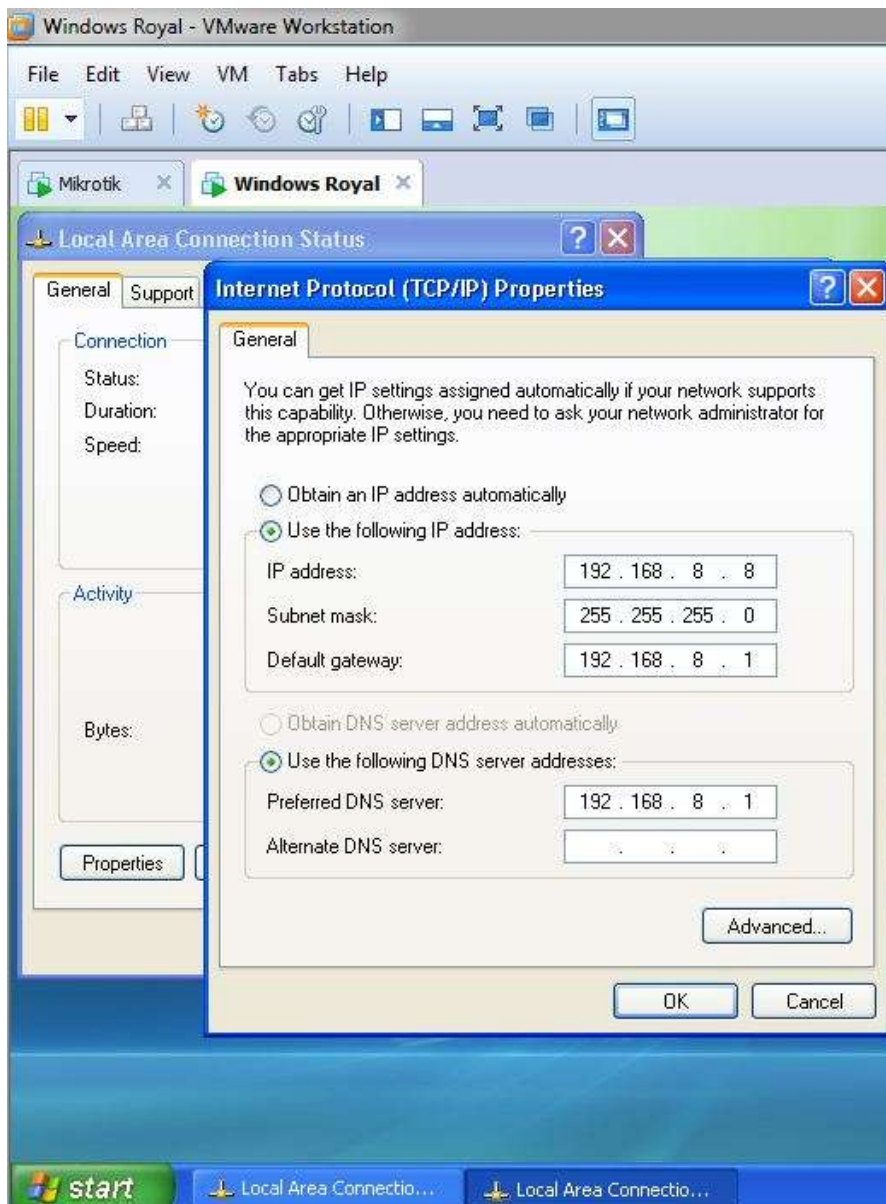 Windows Royal - VMware Workstation
File Edit View VM Tabs Help
Mikrotik
Windows Royal
Local Area Connection Status
General Support
Connection
Status:
Duration:
Speed:
Activity
Bytes:
Properties
Internet Protocol (TCP/IP) Properties
General
You can get IP settings assigned automatically if your network supports
this capability. Otherwise, you need to ask your network administrator for
the appropriate IP settings.
Obtain an IP address automatically
Use the following IP address:
IP address: 192 . 168 . 8 . 8
Subnet mask: 255 . 255 . 255 . 0
Default gateway: 192 . 168 . 8 . 1
Obtain DNS server address automatically
Use the following DNS server addresses:
Preferred DNS server: 192 . 168 . 8 . 1
Alternate DNS server: . . .
Advanced...
OK Cancel
start Local Area Connectio... Local Area Connectio...